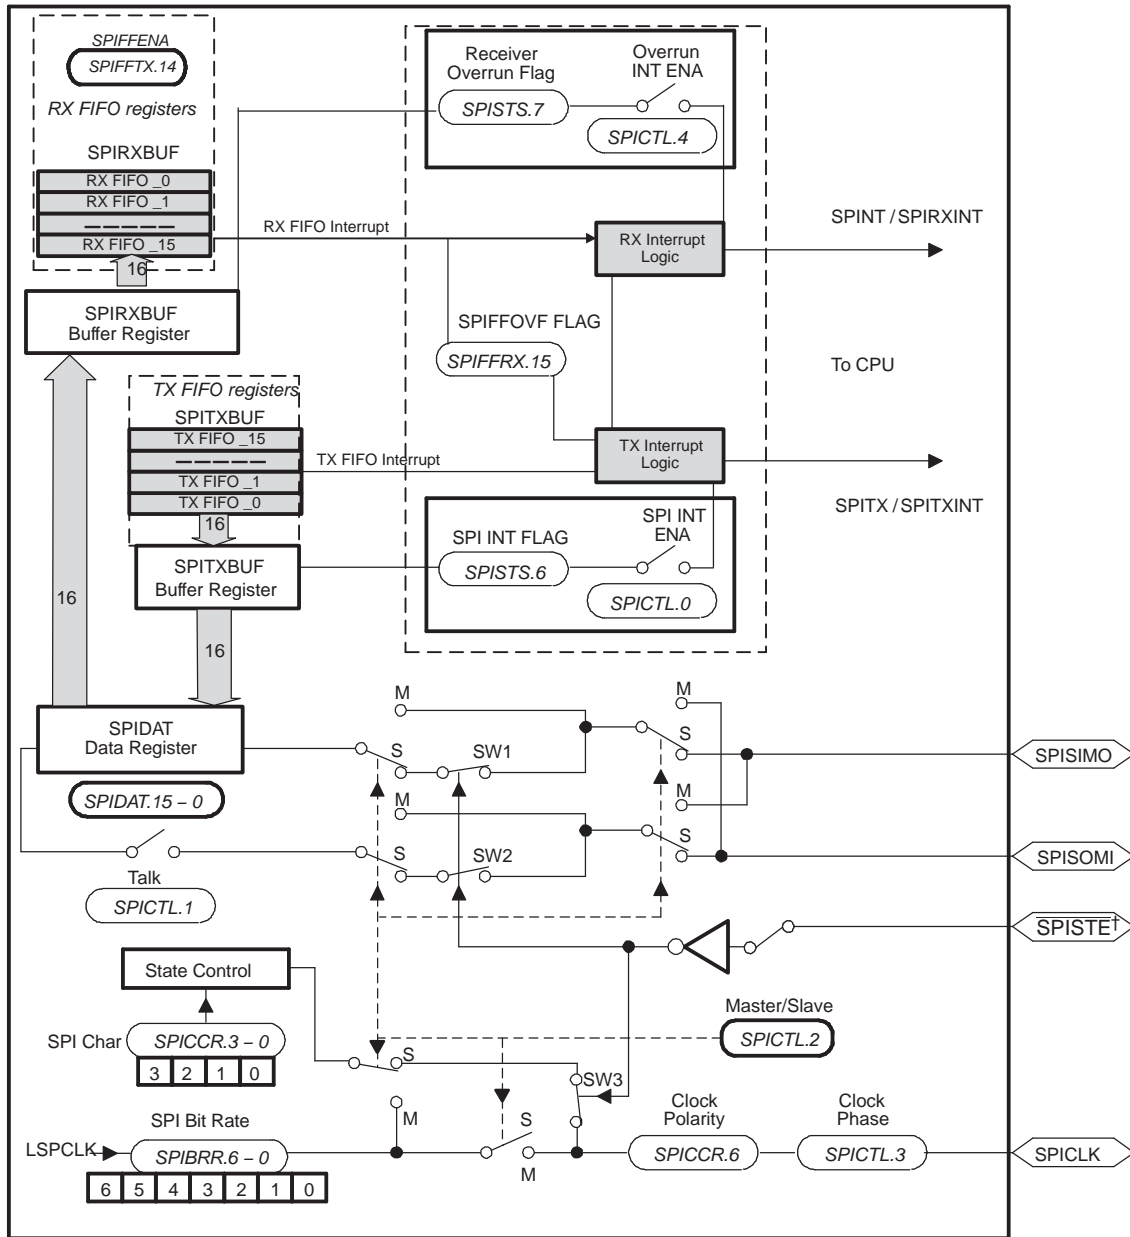 SPIFFENA
SPIFFTX.14
RX FIFO registers
SPIRXBUF
RX FIFO _0
RX FIFO _1
RX FIFO _15
16
SPIRXBUF
Buffer Register
Receiver
Overrun Flag
Overrun
INT ENA
SPISTS.7
SPICTL.4
RX FIFO Interrupt
RX Interrupt
Logic
SPINT / SPIRXINT
SPIFFOVF FLAG
SPIFFRX.15
To CPU
TX FIFO registers
SPITXBUF
TX FIFO _15
TX FIFO _1
TX FIFO _0
16
TX FIFO Interrupt
TX Interrupt
Logic
SPITX / SPITXINT
SPITXBUF
Buffer Register
SPI INT FLAG
SPI INT
ENA
SPISTS.6
SPICTL.0
16
16
SPIDAT
Data Register
SPIDAT.15 – 0
M
S
SW1
M
S
SPISIMO
M
S
SW2
M
S
SPISOMI
Talk
SPICTL.1
SPISTE†
State Control
Master/Slave
SPICTL.2
SPI Char
SPICCR.3 – 0
3 2 1 0
S
M
SW3
SPI Bit Rate
LSPCLK
SPIBRR.6 – 0
6 5 4 3 2 1 0
S
M
Clock
Polarity
SPICCR.6
Clock
Phase
SPICTL.3
SPICLK